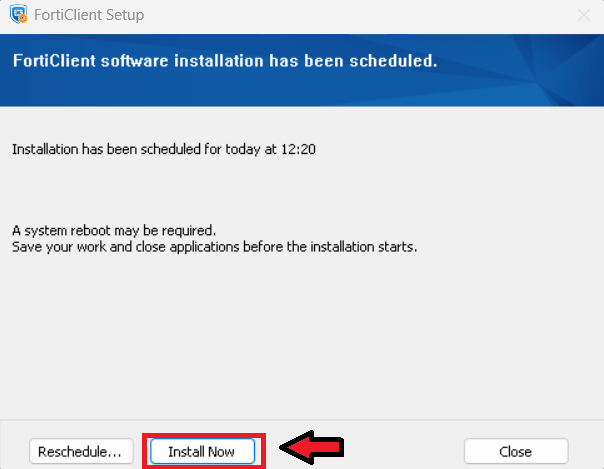 FortiClient Setup
FortiClient software installation has been scheduled.
Installation has been scheduled for today at 12:20
A system reboot may be required.
Save your work and close applications before the installation starts.
Reschedule... Install Now Close